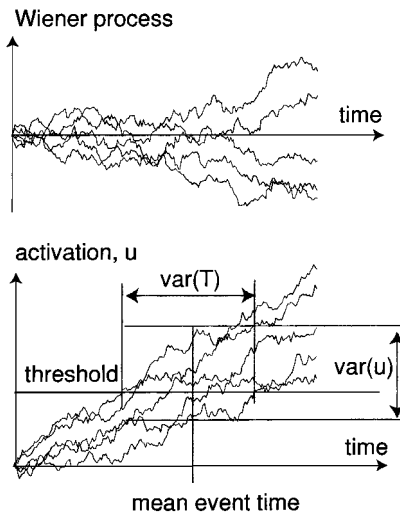 Wiener process
time
activation, u
var(T)
threshold
var(u)
time
mean event time